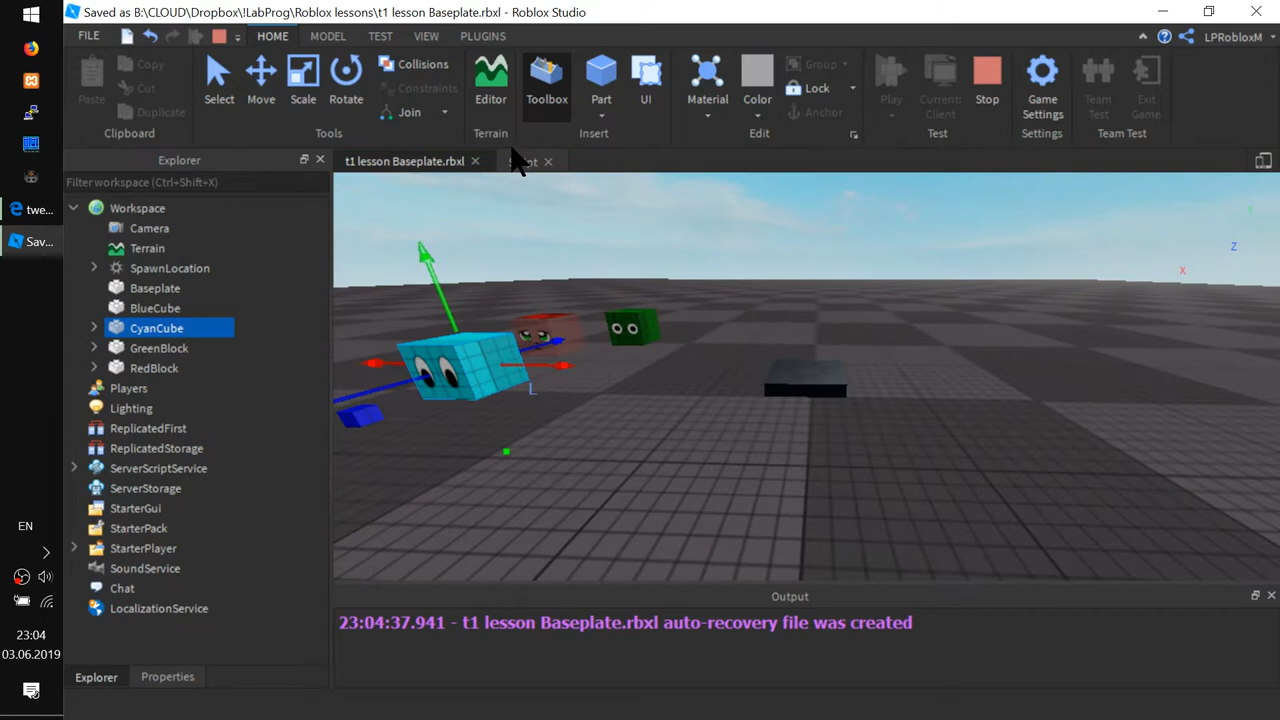 Saved as B:\CLOUD\Dropbox\!LabProg\Roblox lessons\t1 lesson Baseplate.rbxl - Roblox Studio
FILE HOME MODEL TEST VIEW PLUGINS LPRobloxM
Paste Copy Cut Duplicate
Clipboard
Select Move Scale Rotate Collisions Constraints Join
Tools
Editor
Terrain
Toolbox Part UI
Insert
Material Color Group Lock Anchor
Edit
Play Current: Client Stop
Test
Game Settings
Settings
Team Test Exit Game
Team Test
Explorer
t1 lesson Baseplate.rbxl
Filter workspace (Ctrl+Shift+X)
Workspace
Camera
Terrain
SpawnLocation
Baseplate
BlueCube
CyanCube
GreenBlock
RedBlock
Players
Lighting
ReplicatedFirst
ReplicatedStorage
ServerScriptService
ServerStorage
StarterGui
StarterPack
StarterPlayer
SoundService
Chat
LocalizationService
Explorer Properties
Y
Z
X
L
Output
23:04:37.941 - t1 lesson Baseplate.rbxl auto-recovery file was created
twe...
Sav...
EN
23:04
03.06.2019